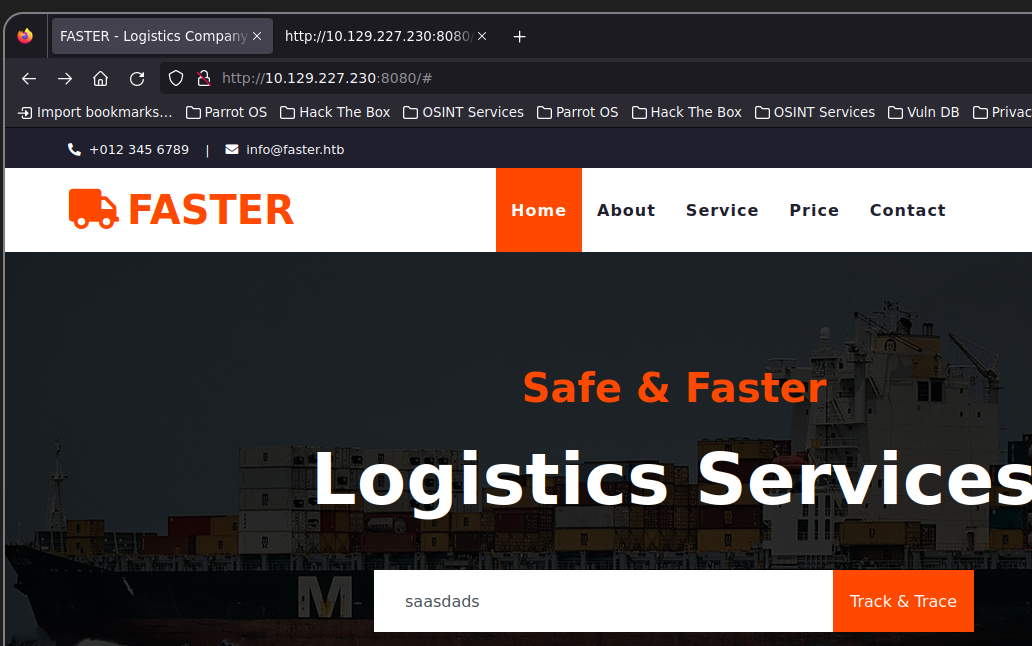 FASTER - Logistics Company
http://10.129.227.230:8080/
http://10.129.227.230:8080/#
Import bookmarks... Parrot OS Hack The Box OSINT Services Parrot OS Hack The Box OSINT Services Vuln DB Privac
+012 345 6789 | info@faster.htb
FASTER Home About Service Price Contact
Safe & Faster
Logistics Services
M
saasdads Track & Trace